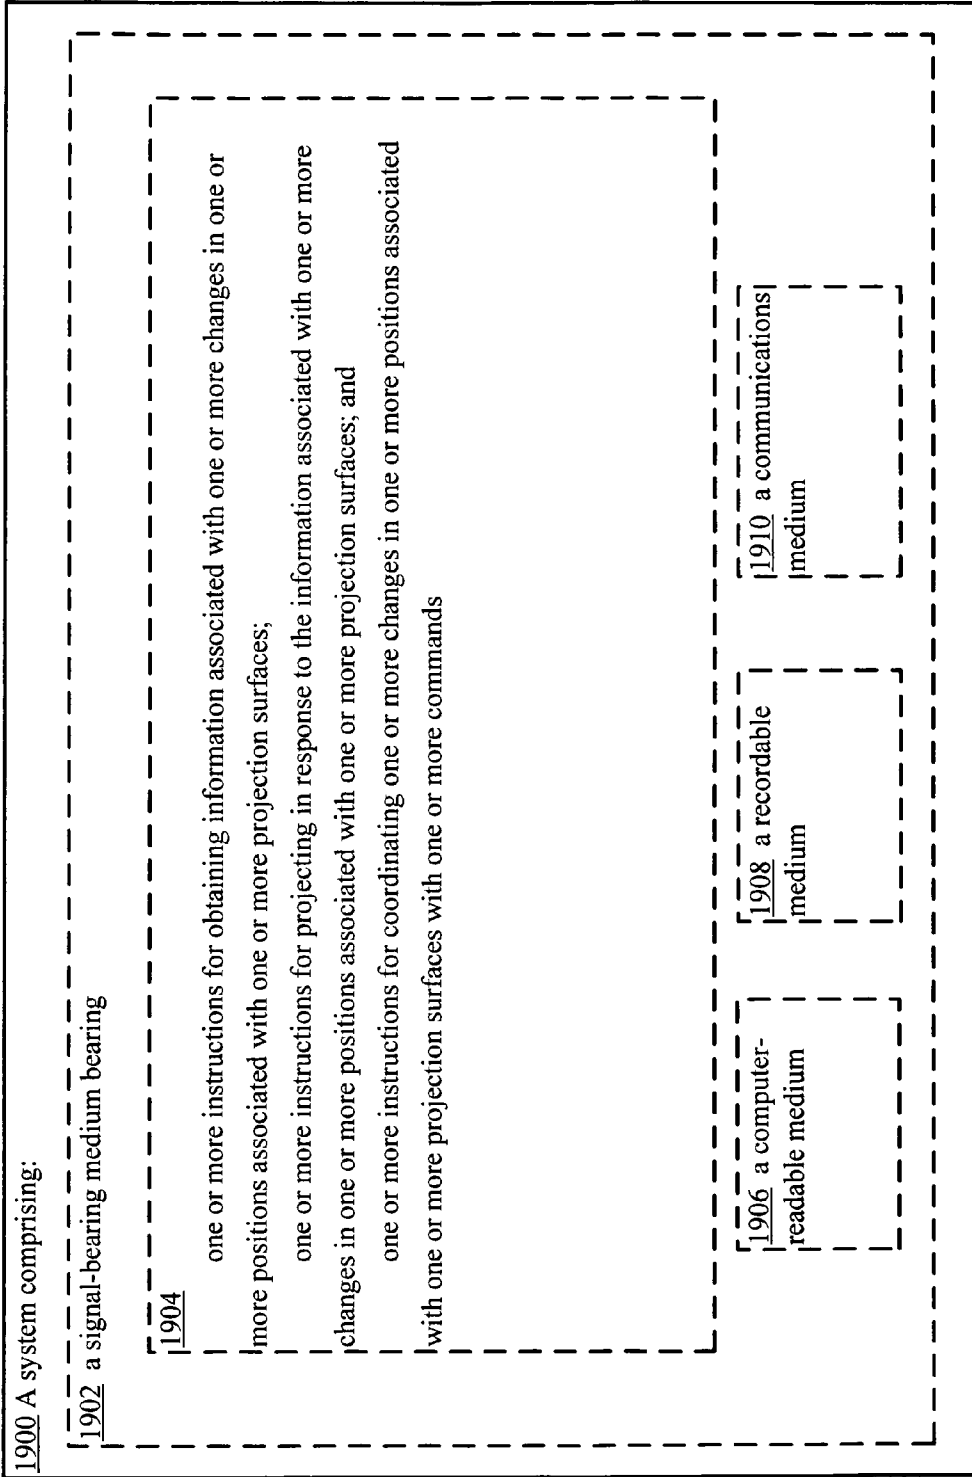 1900 A system comprising:
1902 a signal-bearing medium bearing
1904
one or more instructions for obtaining information associated with one or more changes in one or
more positions associated with one or more projection surfaces;
one or more instructions for projecting in response to the information associated with one or more
changes in one or more positions associated with one or more projection surfaces; and
one or more instructions for coordinating one or more changes in one or more positions associated
with one or more projection surfaces with one or more commands
1906 a computer-
readable medium
1908 a recordable
medium
1910 a communications
medium